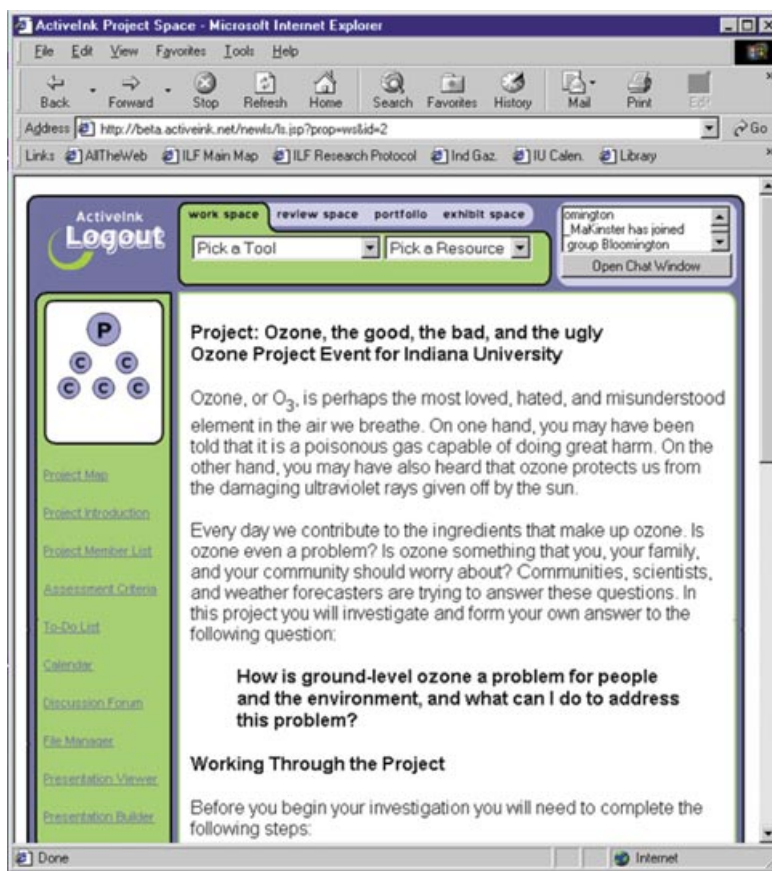 ActiveInk Project Space - Microsoft Internet Explorer
File Edit View Favorites Tools Help
Back Forward Stop Refresh Home Search Favorites History Mail Print Edit
Address http://beta.activeink.net/newls/ls.jsp?prop=ws&id=2 Go
Links AllTheWeb ILF Main Map ILF Research Protocol Ind Gaz. IU Calen. Library
ActiveInk
Logout
work space review space portfolio exhibit space
Pick a Tool Pick a Resource
omington
_MaKinster has joined
group Bloomington
Open Chat Window
P
C C
C C C
Project Map
Project Introduction
Project Member List
Assessment Criteria
To-Do List
Calendar
Discussion Forum
File Manager
Presentation Viewer
Presentation Builder
Project: Ozone, the good, the bad, and the ugly
Ozone Project Event for Indiana University
Ozone, or O3, is perhaps the most loved, hated, and misunderstood
element in the air we breathe. On one hand, you may have been
told that it is a poisonous gas capable of doing great harm. On the
other hand, you may have also heard that ozone protects us from
the damaging ultraviolet rays given off by the sun.
Every day we contribute to the ingredients that make up ozone. Is
ozone even a problem? Is ozone something that you, your family,
and your community should worry about? Communities, scientists,
and weather forecasters are trying to answer these questions. In
this project you will investigate and form your own answer to the
following question:
How is ground-level ozone a problem for people
and the environment, and what can I do to address
this problem?
Working Through the Project
Before you begin your investigation you will need to complete the
following steps:
Done Internet